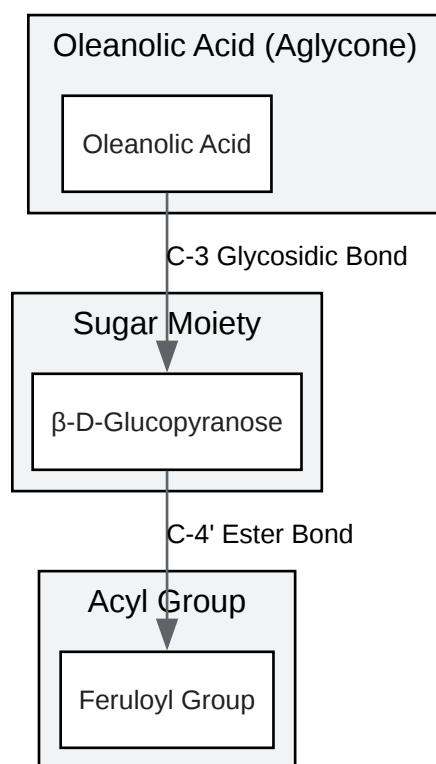 Oleanolic Acid (Aglycone)
Oleanolic Acid
C-3 Glycosidic Bond
Sugar Moiety
β-D-Glucopyranose
C-4' Ester Bond
Acyl Group
Feruloyl Group